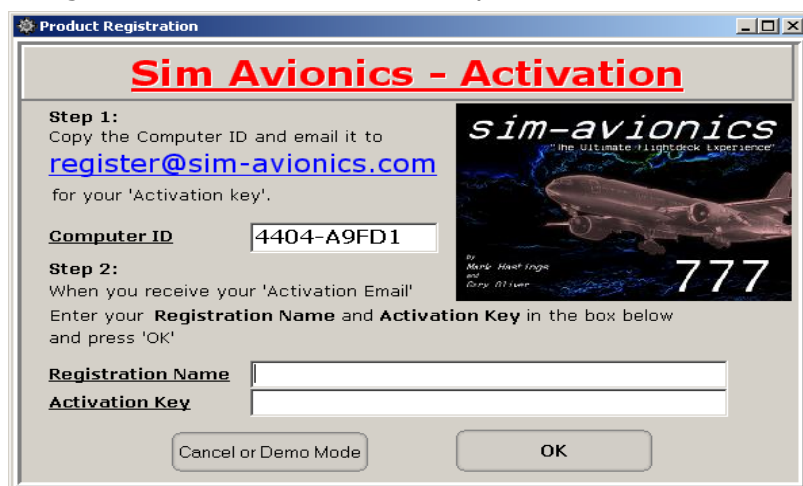 Product Registration
Sim Avionics - Activation
Step 1:
Copy the Computer ID and email it to
register@sim-avionics.com
for your 'Activation key'.
Computer ID 4404-A9FD1
sim-avionics
"The Ultimate Flightdeck Experience"
by
Mark Hastings
and
Gary Oliver
777
Step 2:
When you receive your 'Activation Email'
Enter your Registration Name and Activation Key in the box below
and press 'OK'
Registration Name
Activation Key
Cancel or Demo Mode OK